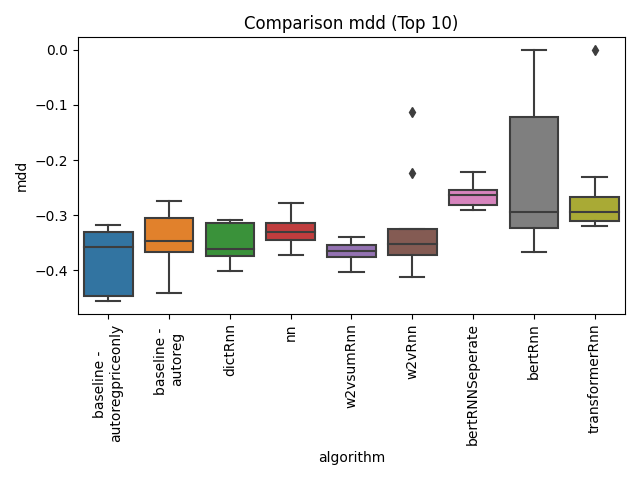 Comparison mdd (Top 10)
0.0
−0.1
−0.2
−0.3
−0.4
mdd
baseline -
autoregpriceonly
baseline -
autoreg
dictRnn
nn
w2vsumRnn
w2vRnn
bertRNNSeperate
bertRnn
transformerRnn
algorithm